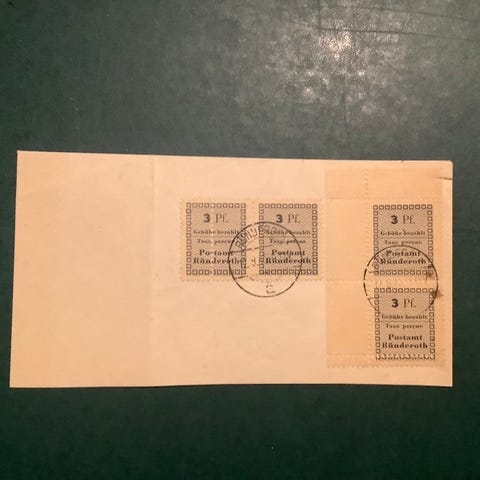 3 Pf.
Gebühr bezahlt
Taxe perçue
Postamt
Ründeroth
3 Pf.
Gebühr bezahlt
Taxe perçue
Postamt
Ründeroth
3 Pf.
Gebühr bezahlt
Taxe perçue
Postamt
Ründeroth
3 Pf.
Gebühr bezahlt
Taxe perçue
Postamt
Ründeroth